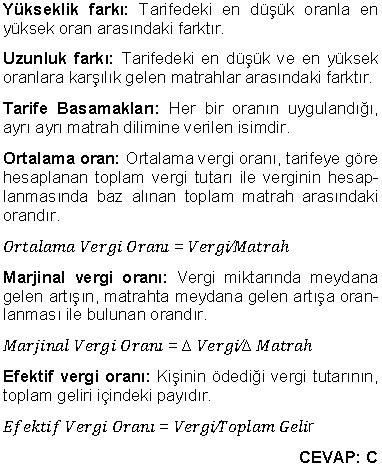 Yükseklik farkı: Tarifedeki en düşük oranla en
yüksek oran arasındaki farktır.
Uzunluk farkı: Tarifedeki en düşük ve en yüksek
oranlara karşılık gelen matrahlar arasındaki farktır.
Tarife Basamakları: Her bir oranın uygulandığı,
ayrı ayrı matrah dilimine verilen isimdir.
Ortalama oran: Ortalama vergi oranı, tarifeye göre
hesaplanan toplam vergi tutarı ile verginin hesap-
lanmasında baz alınan toplam matrah arasındaki
orandır.
Ortalama Vergi Oranı = Vergi/Matrah
Marjinal vergi oranı: Vergi miktarında meydana
gelen artışın, matrahta meydana gelen artışa oran-
lanması ile bulunan orandır.
Marjinal Vergi Oranı = Δ Vergi/Δ Matrah
Efektif vergi oranı: Kişinin ödediği vergi tutarının,
toplam geliri içindeki payıdır.
Efektif Vergi Oranı = Vergi/Toplam Gelir
CEVAP: C